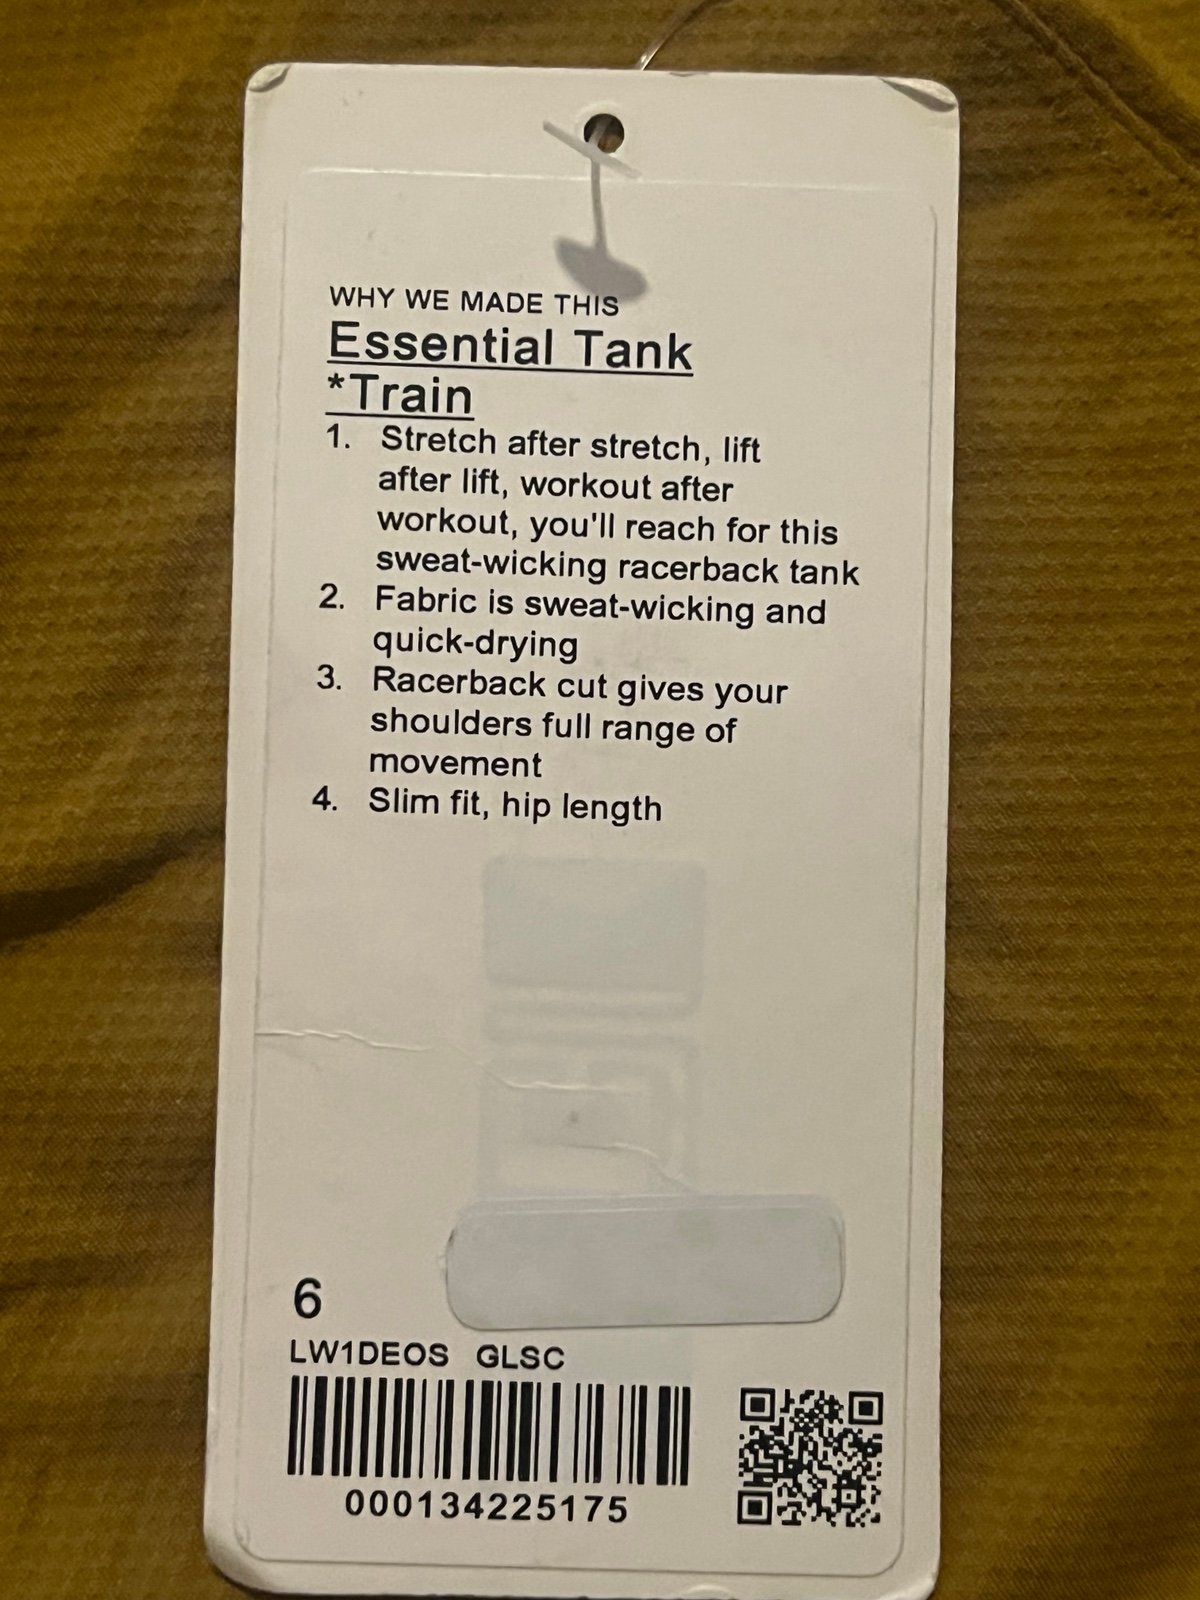 WHY WE MADE THIS
Essential Tank
*Train
1. Stretch after stretch, lift
after lift, workout after
workout, you'll reach for this
sweat-wicking racerback tank
2. Fabric is sweat-wicking and
quick-drying
3. Racerback cut gives your
shoulders full range of
movement
4. Slim fit, hip length
6
LW1DEOS GLSC
000134225175